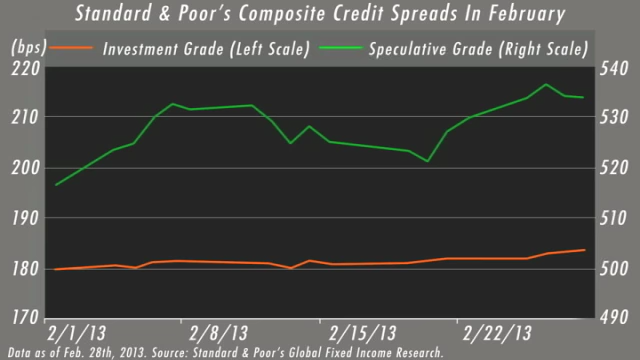 Standard & Poor's Composite Credit Spreads In February
(bps) Investment Grade (Left Scale) Speculative Grade (Right Scale)
220 540
210 530
200 520
190 510
180 500
170 490
2/1/13 2/8/13 2/15/13 2/22/13
Data as of Feb. 28th, 2013. Source: Standard & Poor's Global Fixed Income Research.